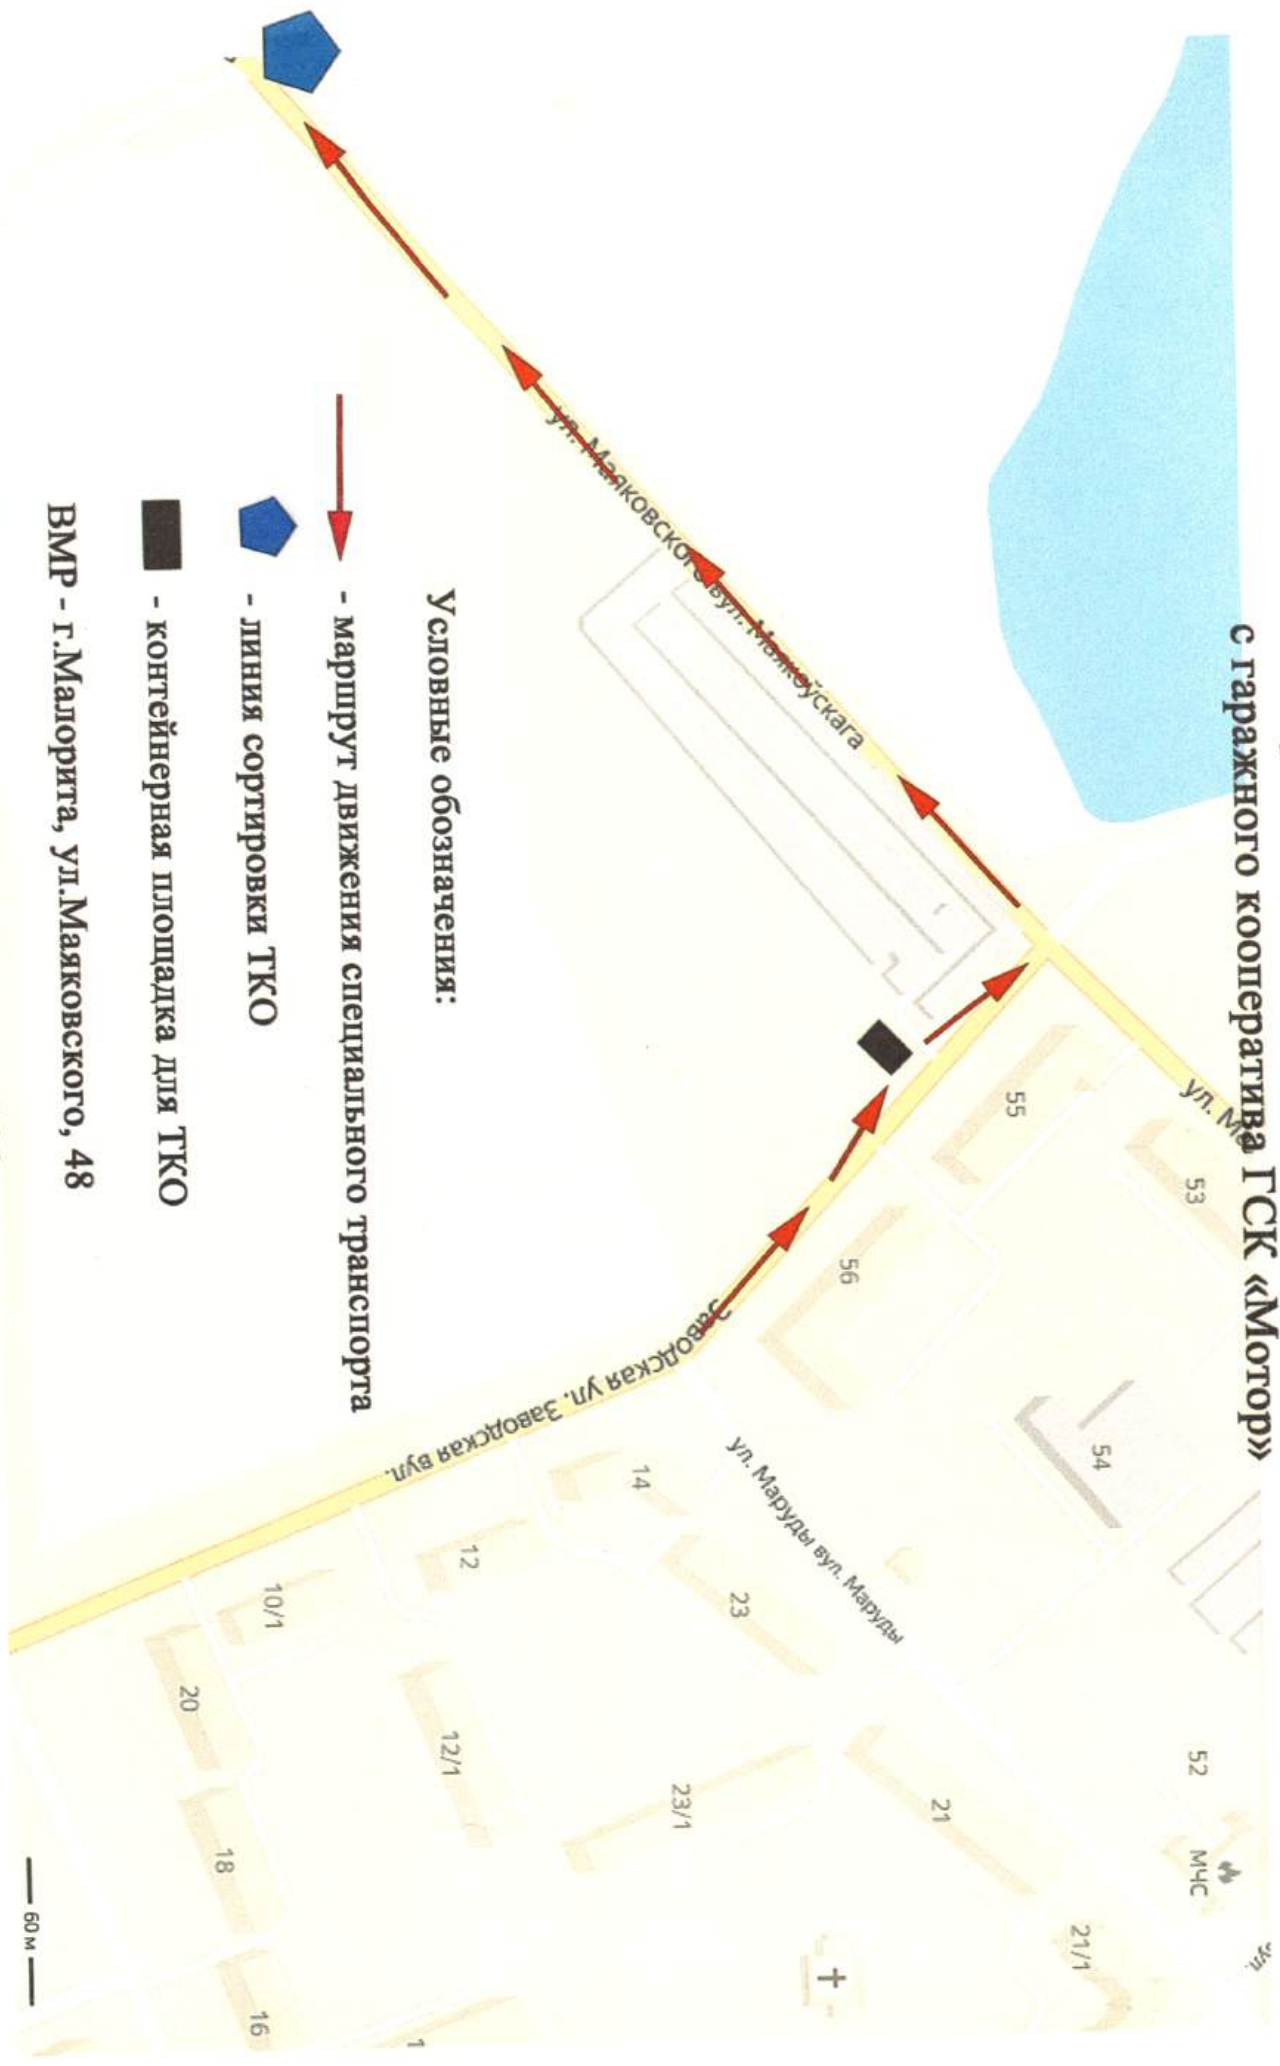 с гаражного кооператива ГСК «Мотор»
ул.
53
55
52
МЧС
54
56
21/1
21
ул. Маяковского вул. Маякоўскага
ул. Маруды вул. Маруды
23
23/1
14
Заводская ул. Заводская вул.
12
12/1
10/1
20
18
16
1
Условные обозначения:
- маршрут движения специального транспорта
- линия сортировки ТКО
- контейнерная площадка для ТКО
ВМР - г.Малорита, ул.Маяковского, 48
60 м